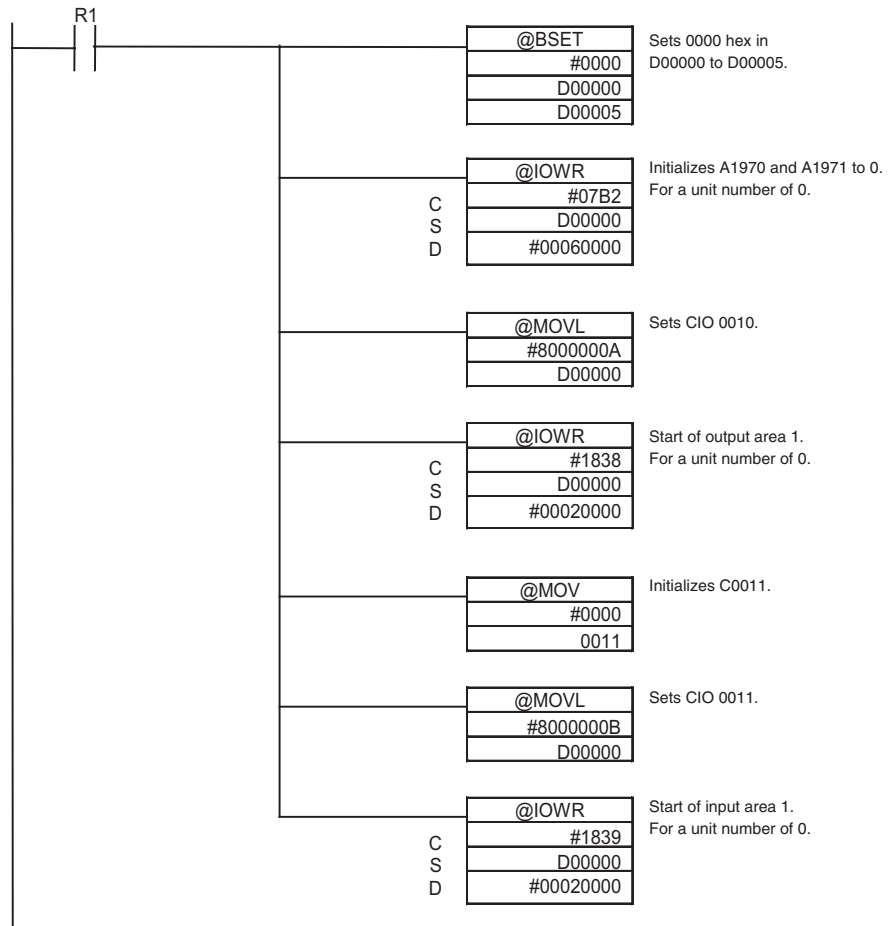 R1
@BSET
#0000
D00000
D00005
Sets 0000 hex in
D00000 to D00005.
@IOWR
C #07B2
S D00000
D #00060000
Initializes A1970 and A1971 to 0.
For a unit number of 0.
@MOVL
#8000000A
D00000
Sets CIO 0010.
@IOWR
C #1838
S D00000
D #00020000
Start of output area 1.
For a unit number of 0.
@MOV
#0000
0011
Initializes C0011.
@MOVL
#8000000B
D00000
Sets CIO 0011.
@IOWR
C #1839
S D00000
D #00020000
Start of input area 1.
For a unit number of 0.